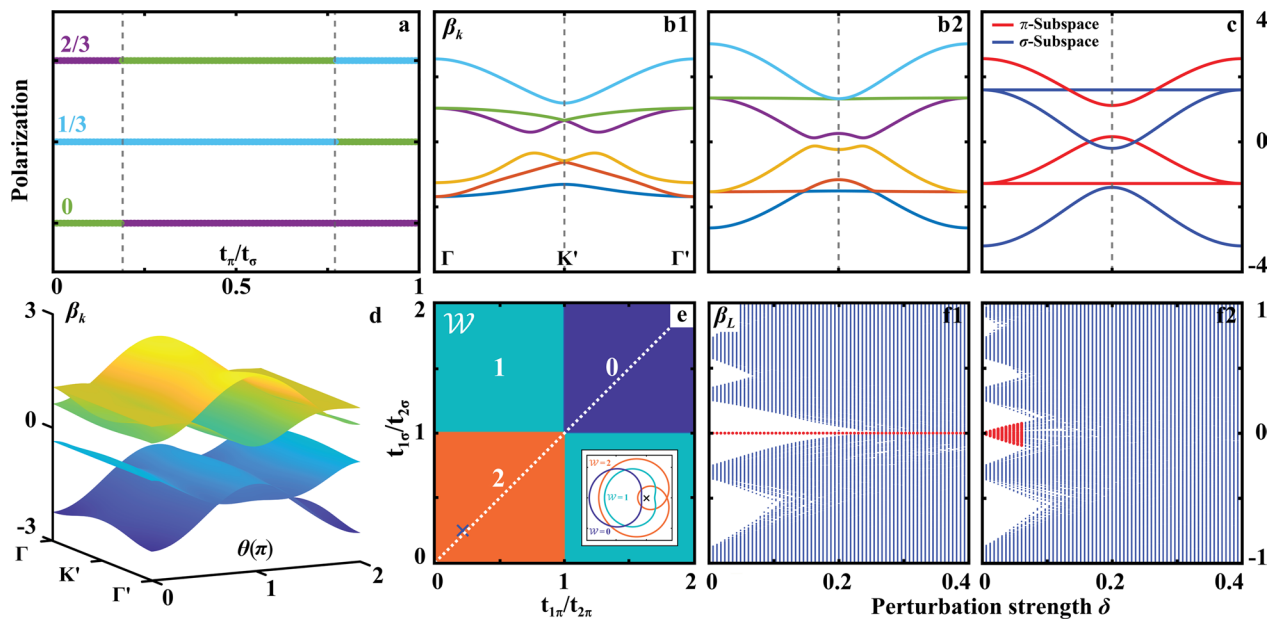 a
Polarization
2/3
1/3
0
t_π/t_σ
0
0.5
1
β_k
b1
Γ
K'
Γ'
b2
c
π-Subspace
σ-Subspace
4
0
-4
β_k
d
3
0
-3
Γ
K'
Γ'
θ(π)
0
1
2
𝒲
e
1
0
2
𝒲=2
𝒲=1
𝒲=0
t_1σ/t_2σ
2
1
0
0
1
2
t_1π/t_2π
β_L
f1
f2
1
0
-1
0
0.2
0.4
0
0.2
0.4
Perturbation strength δ